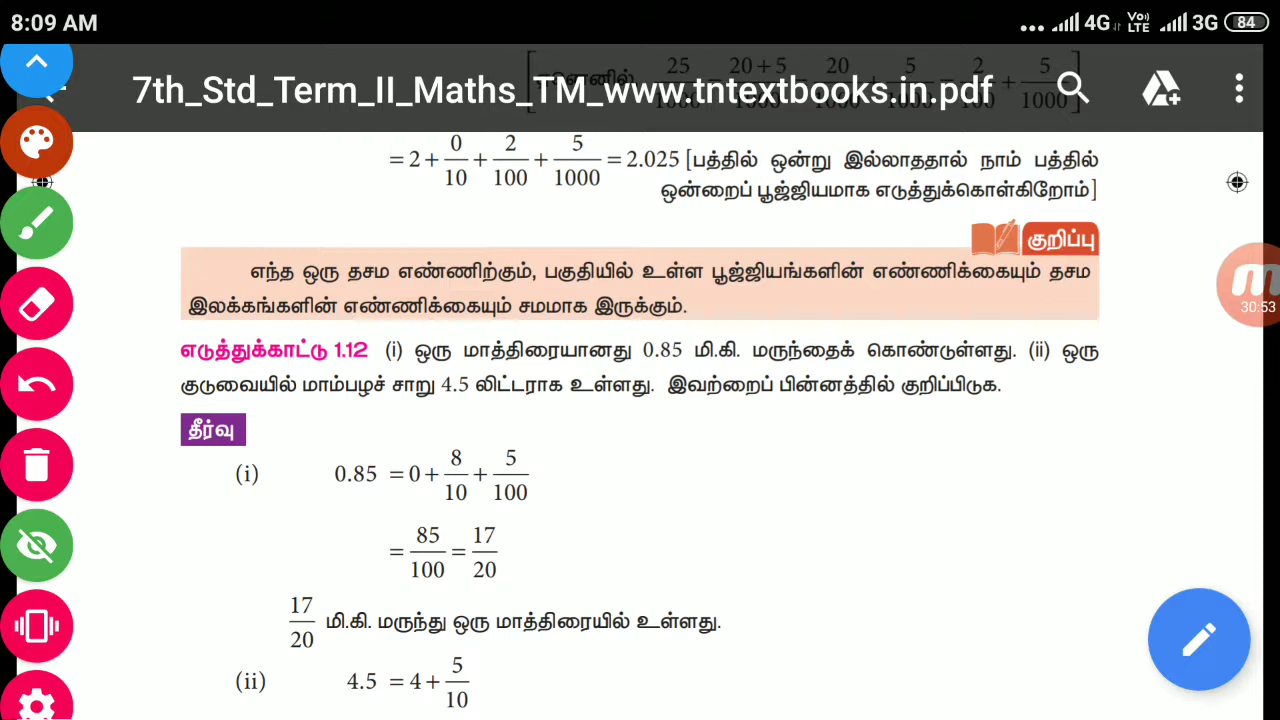 8:09 AM
4G VoLTE 3G 84
7th_Std_Term_II_Maths_TM_www.tntextbooks.in.pdf
= 2 + 0/10 + 2/100 + 5/1000 = 2.025 [பத்தில் ஒன்று இல்லாததால் நாம் பத்தில்
ஒன்றைப் பூஜ்ஜியமாக எடுத்துக்கொள்கிறோம்]
குறிப்பு
எந்த ஒரு தசம எண்ணிற்கும், பகுதியில் உள்ள பூஜ்ஜியங்களின் எண்ணிக்கையும் தசம
இலக்கங்களின் எண்ணிக்கையும் சமமாக இருக்கும்.
எடுத்துக்காட்டு 1.12 (i) ஒரு மாத்திரையானது 0.85 மி.கி. மருந்தைக் கொண்டுள்ளது. (ii) ஒரு
குடுவையில் மாம்பழச் சாறு 4.5 லிட்டராக உள்ளது. இவற்றைப் பின்னத்தில் குறிப்பிடுக.
தீர்வு
(i) 0.85 = 0 + 8/10 + 5/100
= 85/100 = 17/20
17/20 மி.கி. மருந்து ஒரு மாத்திரையில் உள்ளது.
(ii) 4.5 = 4 + 5/10
30:53